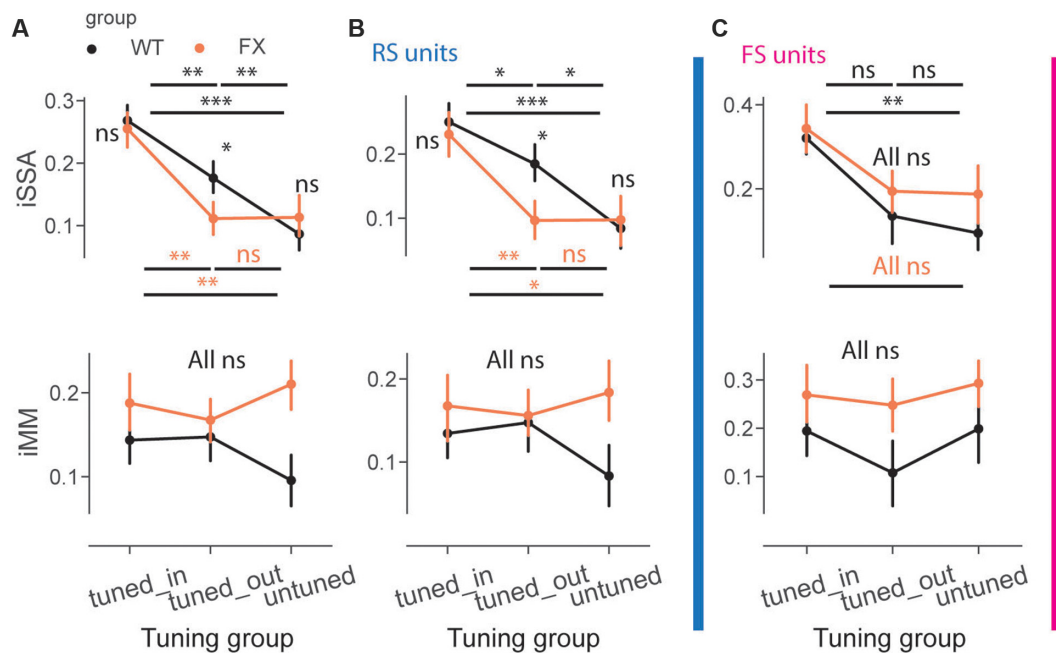 A
group
WT FX
** **
***
0.3
0.2
0.1
iSSA
ns
*
ns
** ns
**
All ns
0.2
0.1
iMM
tuned_in tuned_out untuned
Tuning group
B
RS units
* *
***
0.2
0.1
ns
*
ns
** ns
*
All ns
0.2
0.1
tuned_in tuned_out untuned
Tuning group
C
FS units
ns ns
**
0.4
0.2
All ns
All ns
All ns
0.3
0.2
0.1
tuned_in tuned_out untuned
Tuning group